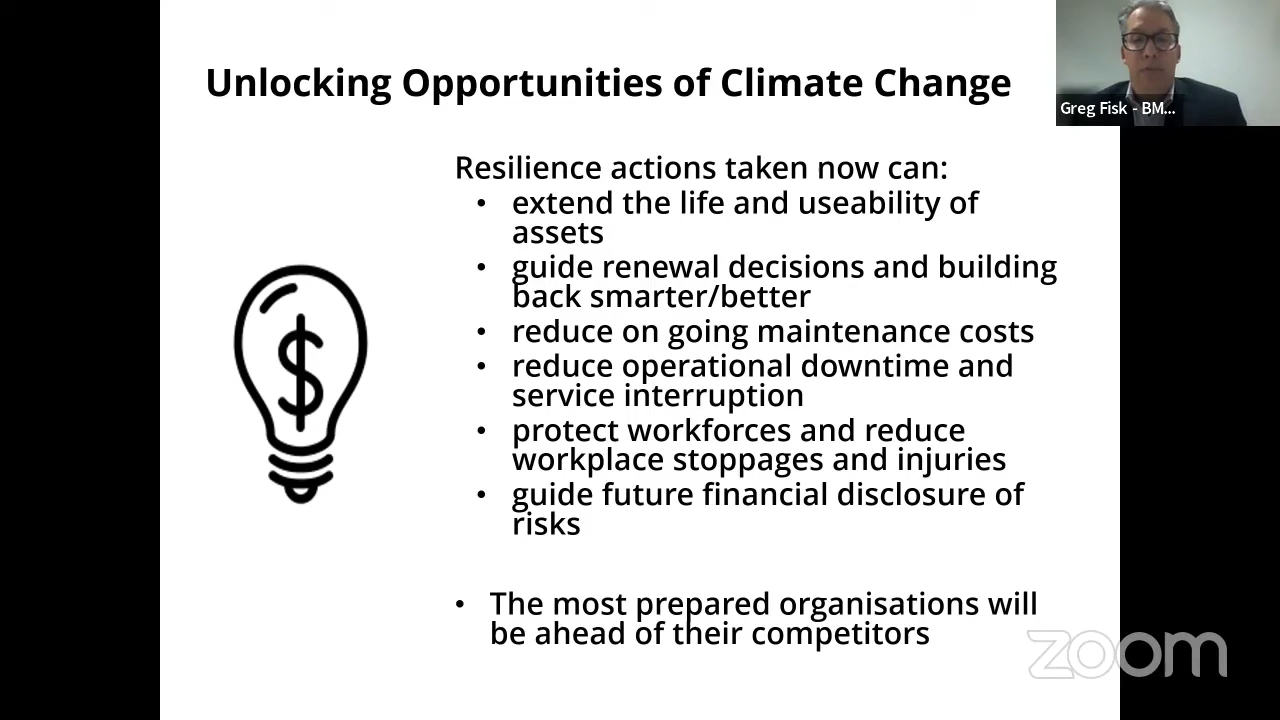 Unlocking Opportunities of Climate Change
Greg Fisk - BM...
Resilience actions taken now can:
• extend the life and useability of
assets
• guide renewal decisions and building
back smarter/better
• reduce on going maintenance costs
• reduce operational downtime and
service interruption
• protect workforces and reduce
workplace stoppages and injuries
• guide future financial disclosure of
risks
• The most prepared organisations will
be ahead of their competitors
$
zoom